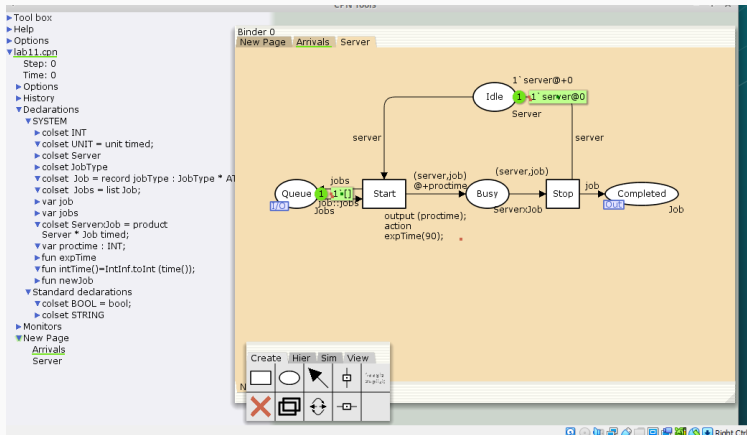 CPN Tools
Tool box
Help
Options
lab11.cpn
Step: 0
Time: 0
Options
History
Declarations
SYSTEM
colset INT
colset UNIT = unit timed;
colset Server
colset JobType
colset Job = record jobType : JobType * AT
colset Jobs = list Job;
var job
var jobs
colset ServerxJob = product
Server * Job timed;
var proctime : INT;
fun expTime
fun intTime()=IntInf.toInt (time());
fun newJob
Standard declarations
colset BOOL = bool;
colset STRING
Monitors
New Page
Arrivals
Server
Binder 0
New Page Arrivals Server
1`server@+0
Idle 1 1`server@0
Server
server
server
jobs
(server,job)
@+proctime
(server,job)
job
Queue 1 1`[] Start Busy Stop Completed
I/O
job::jobs
Jobs
ServerxJob
Out
Job
output (proctime);
action
expTime(90);
Create Hier Sim View
Right Ctrl